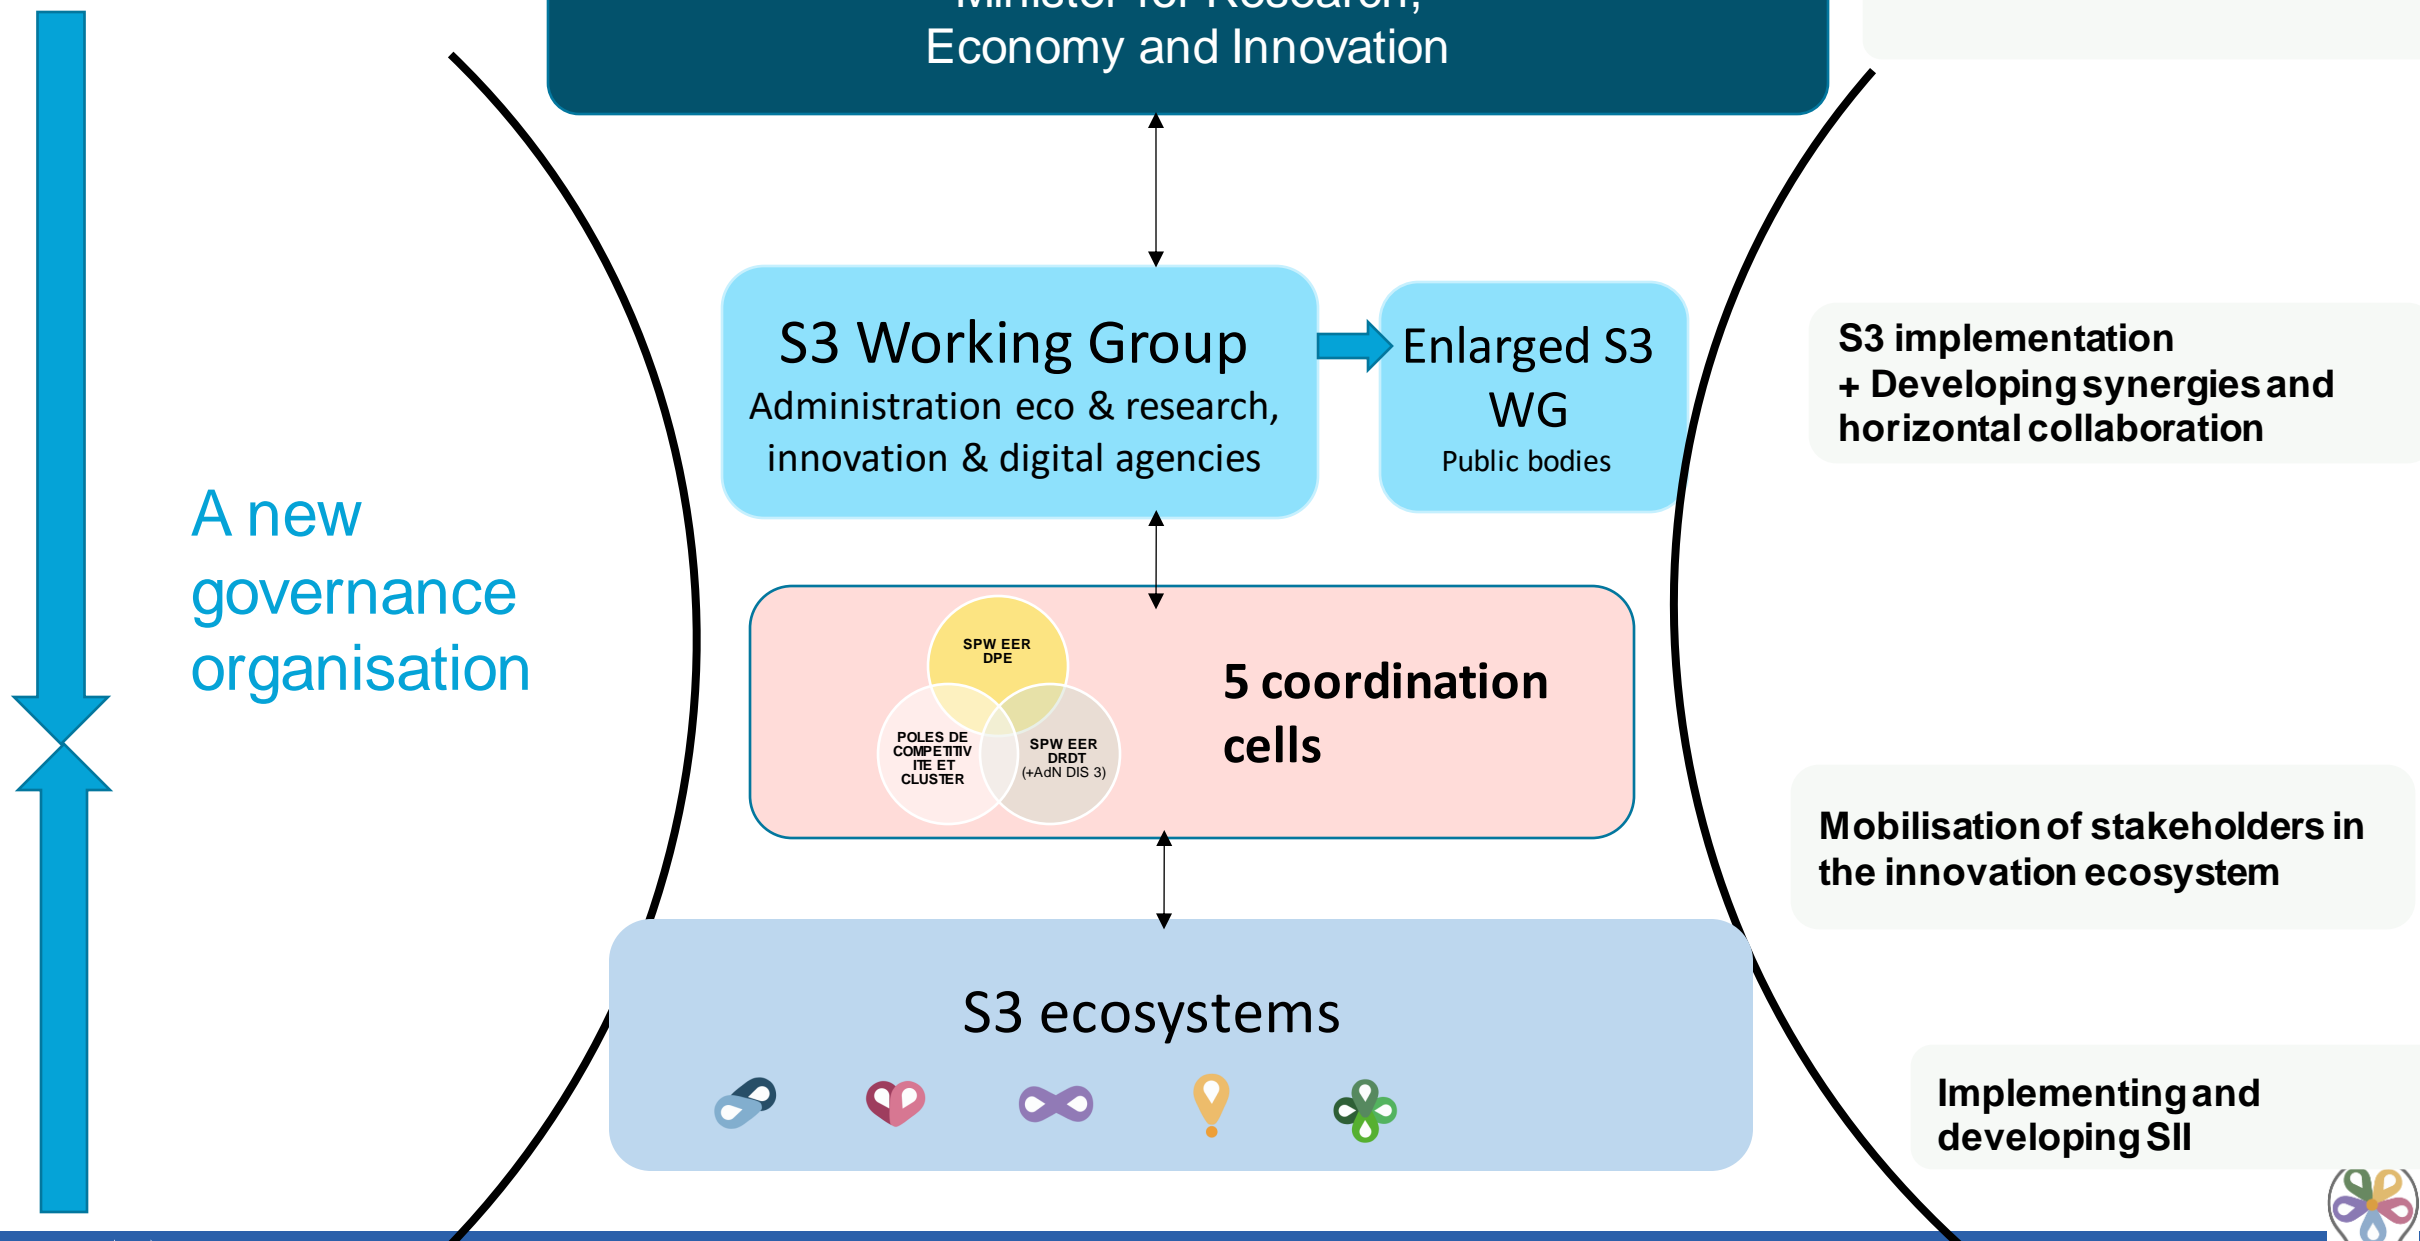 Minister for Research,
Economy and Innovation
S3 Working Group
Administration eco & research,
innovation & digital agencies
Enlarged S3
WG
Public bodies
S3 implementation
+ Developing synergies and
horizontal collaboration
A new
governance
organisation
SPW EER
DPE
POLES DE
COMPETITIV
ITE ET
CLUSTER
SPW EER
DRDT
(+AdN DIS 3)
5 coordination
cells
Mobilisation of stakeholders in
the innovation ecosystem
S3 ecosystems
Implementing and
developing SII